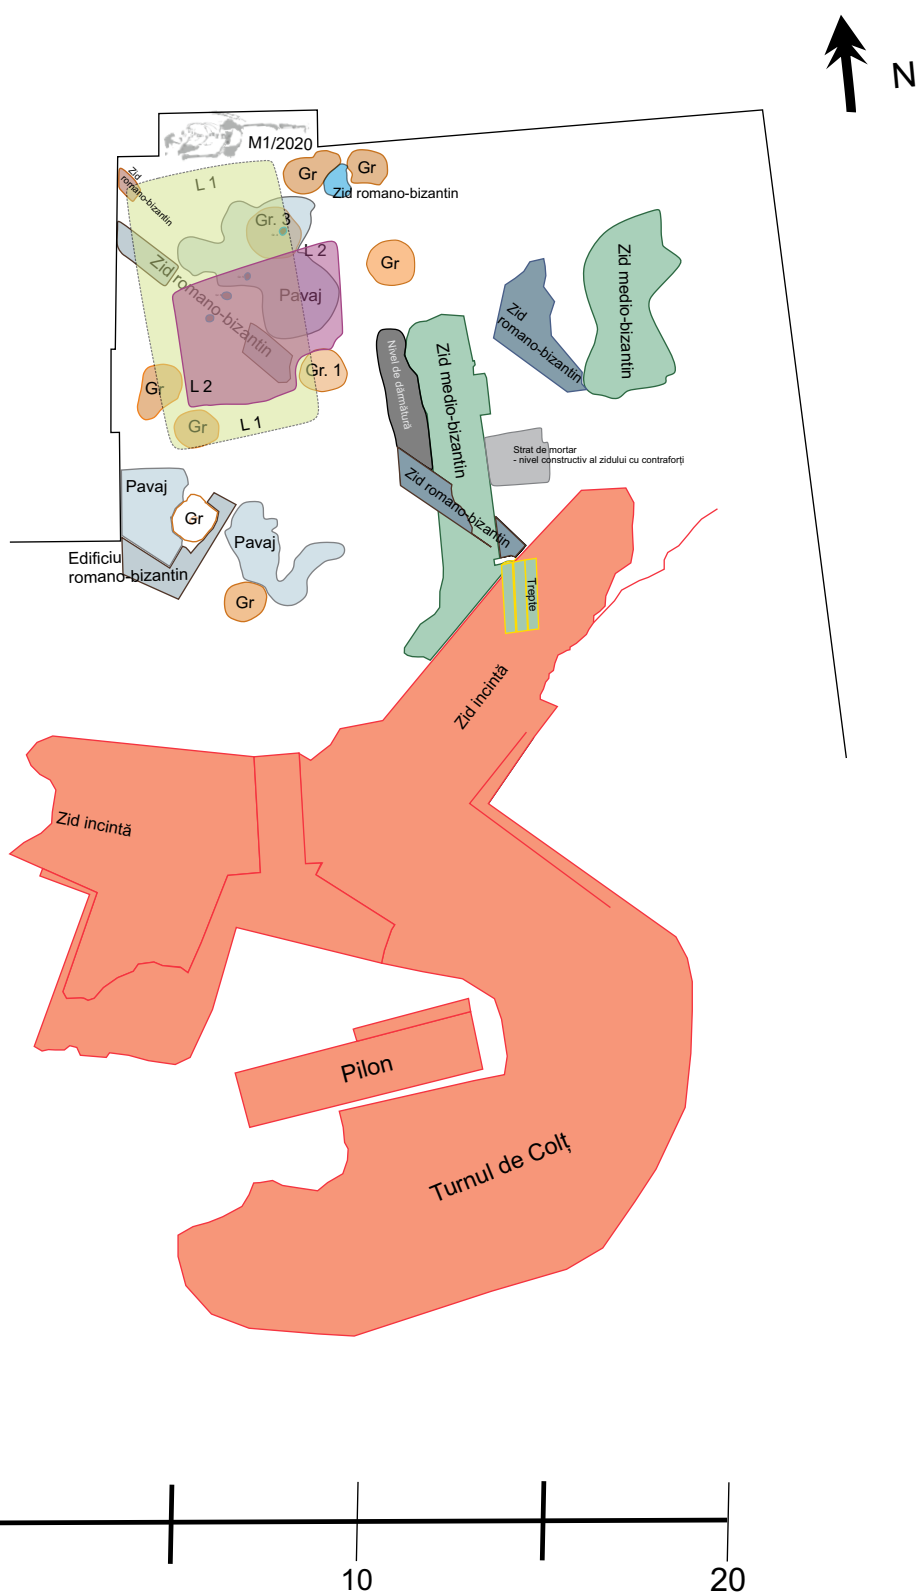 N
M1/2020
Zid
romano-bizantin
L 1
Gr
Gr
Zid romano-bizantin
Gr. 3
L 2
Zid romano-bizantin
Pavaj
Gr
Zid
romano-bizantin
Zid medio-bizantin
Nivel de dărmătură
Zid medio-bizantin
Gr. 1
Gr
L 2
Gr
L 1
Strat de mortar
- nivel constructiv al zidului cu contraforți
Zid romano-bizantin
Pavaj
Gr
Pavaj
Edificiu
romano-bizantin
Gr
Trepte
Zid incintă
Zid incintă
Pilon
Turnul de Colț
10
20